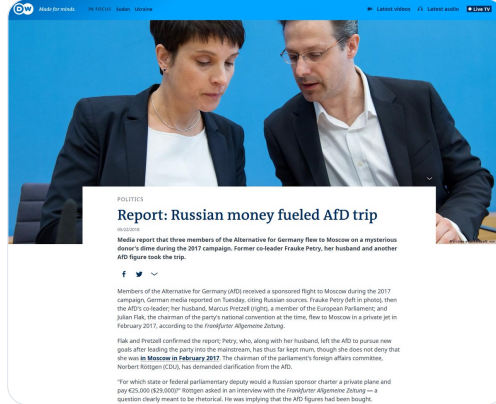 DW Made for minds. IN FOCUS Sudan Ukraine Latest videos Latest audio Live TV
POLITICS
Report: Russian money fueled AfD trip
05/22/2018
Media report that three members of the Alternative for Germany flew to Moscow on a mysterious
donor's dime during the 2017 campaign. Former co-leader Frauke Petry, her husband and another
AfD figure took the trip.
Members of the Alternative for Germany (AfD) received a sponsored flight to Moscow during the 2017
campaign, German media reported on Tuesday, citing Russian sources. Frauke Petry (left in photo), then
the AfD's co-leader; her husband, Marcus Pretzell (right), a member of the European Parliament; and
Julian Flak, the chairman of the party's national convention at the time, flew to Moscow in a private jet in
February 2017, according to the Frankfurter Allgemeine Zeitung.
Flak and Pretzell confirmed the report; Petry, who, along with her husband, left the AfD to pursue new
goals after leading the party into the mainstream, has thus far kept mum, though she does not deny that
she was in Moscow in February 2017. The chairman of the parliament's foreign affairs committee,
Norbert Röttgen (CDU), has demanded clarification from the AfD.
"For which state or federal parliamentary deputy would a Russian sponsor charter a private plane and
pay €25,000 ($29,000)?" Röttgen asked in an interview with the Frankfurter Allgemeine — a
question clearly meant to be rhetorical. He was implying that the AfD figures had been bought.